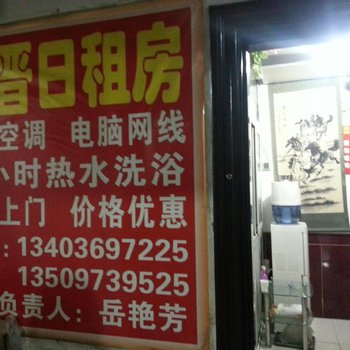 晋日租房
空调 电脑网线
小时热水洗浴
上门 价格优惠
: 13403697225
13509739525
负责人: 岳艳芳